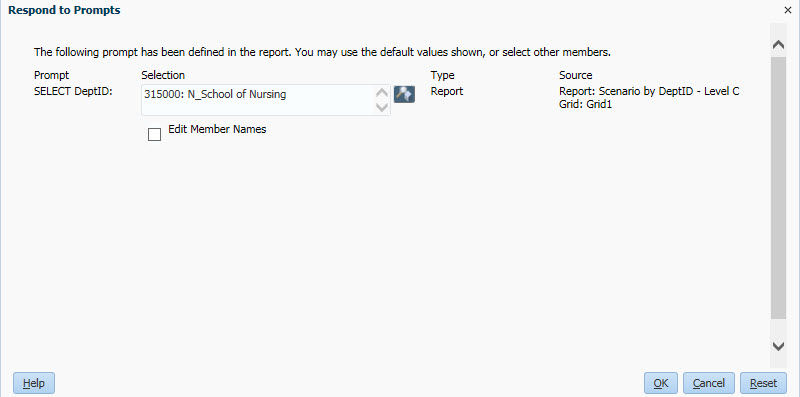 Respond to Prompts
The following prompt has been defined in the report. You may use the default values shown, or select other members.
Prompt Selection Type Source
SELECT DeptID: 315000: N_School of Nursing Report Report: Scenario by DeptID - Level C
Grid: Grid1
Edit Member Names
Help OK Cancel Reset